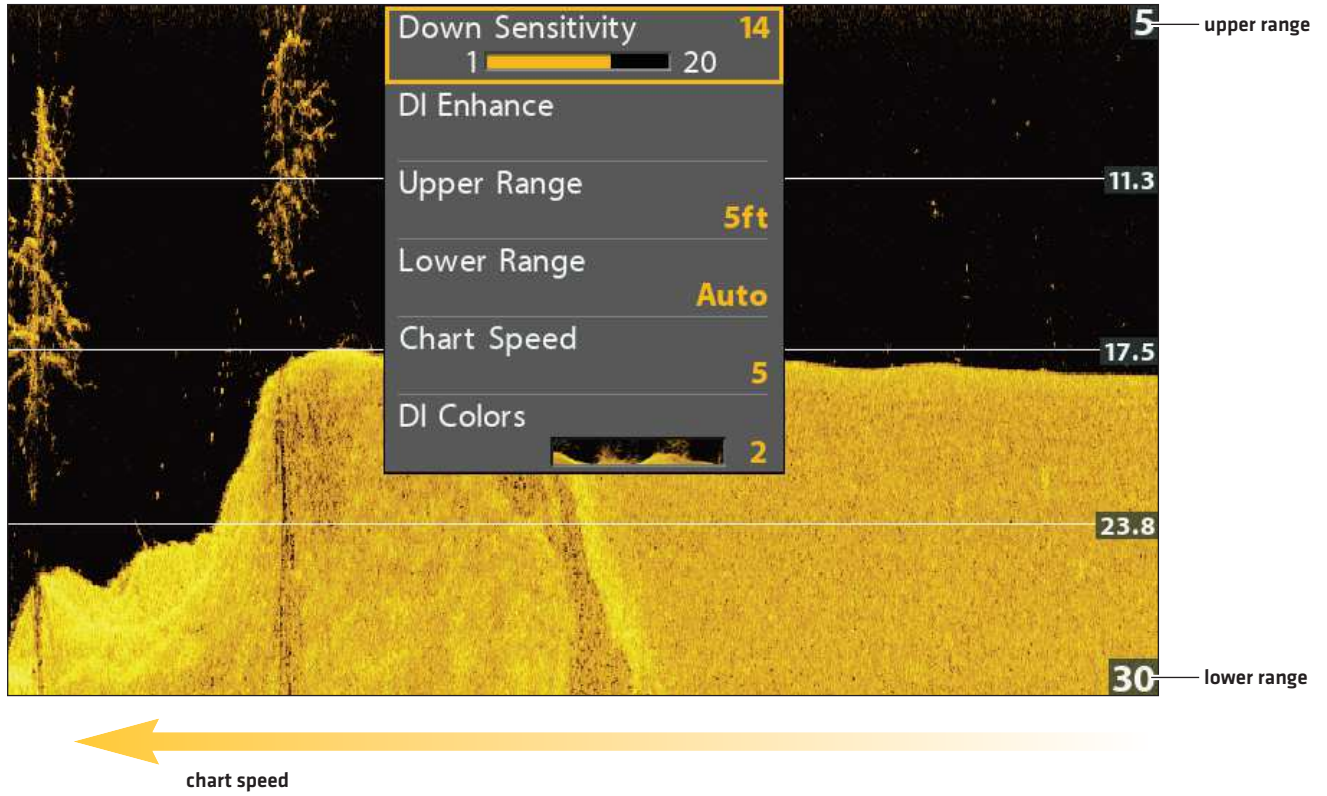 Down Sensitivity 14
1 20
DI Enhance
Upper Range
5ft
Lower Range
Auto
Chart Speed
5
DI Colors
2
5
upper range
11.3
17.5
23.8
30
lower range
chart speed